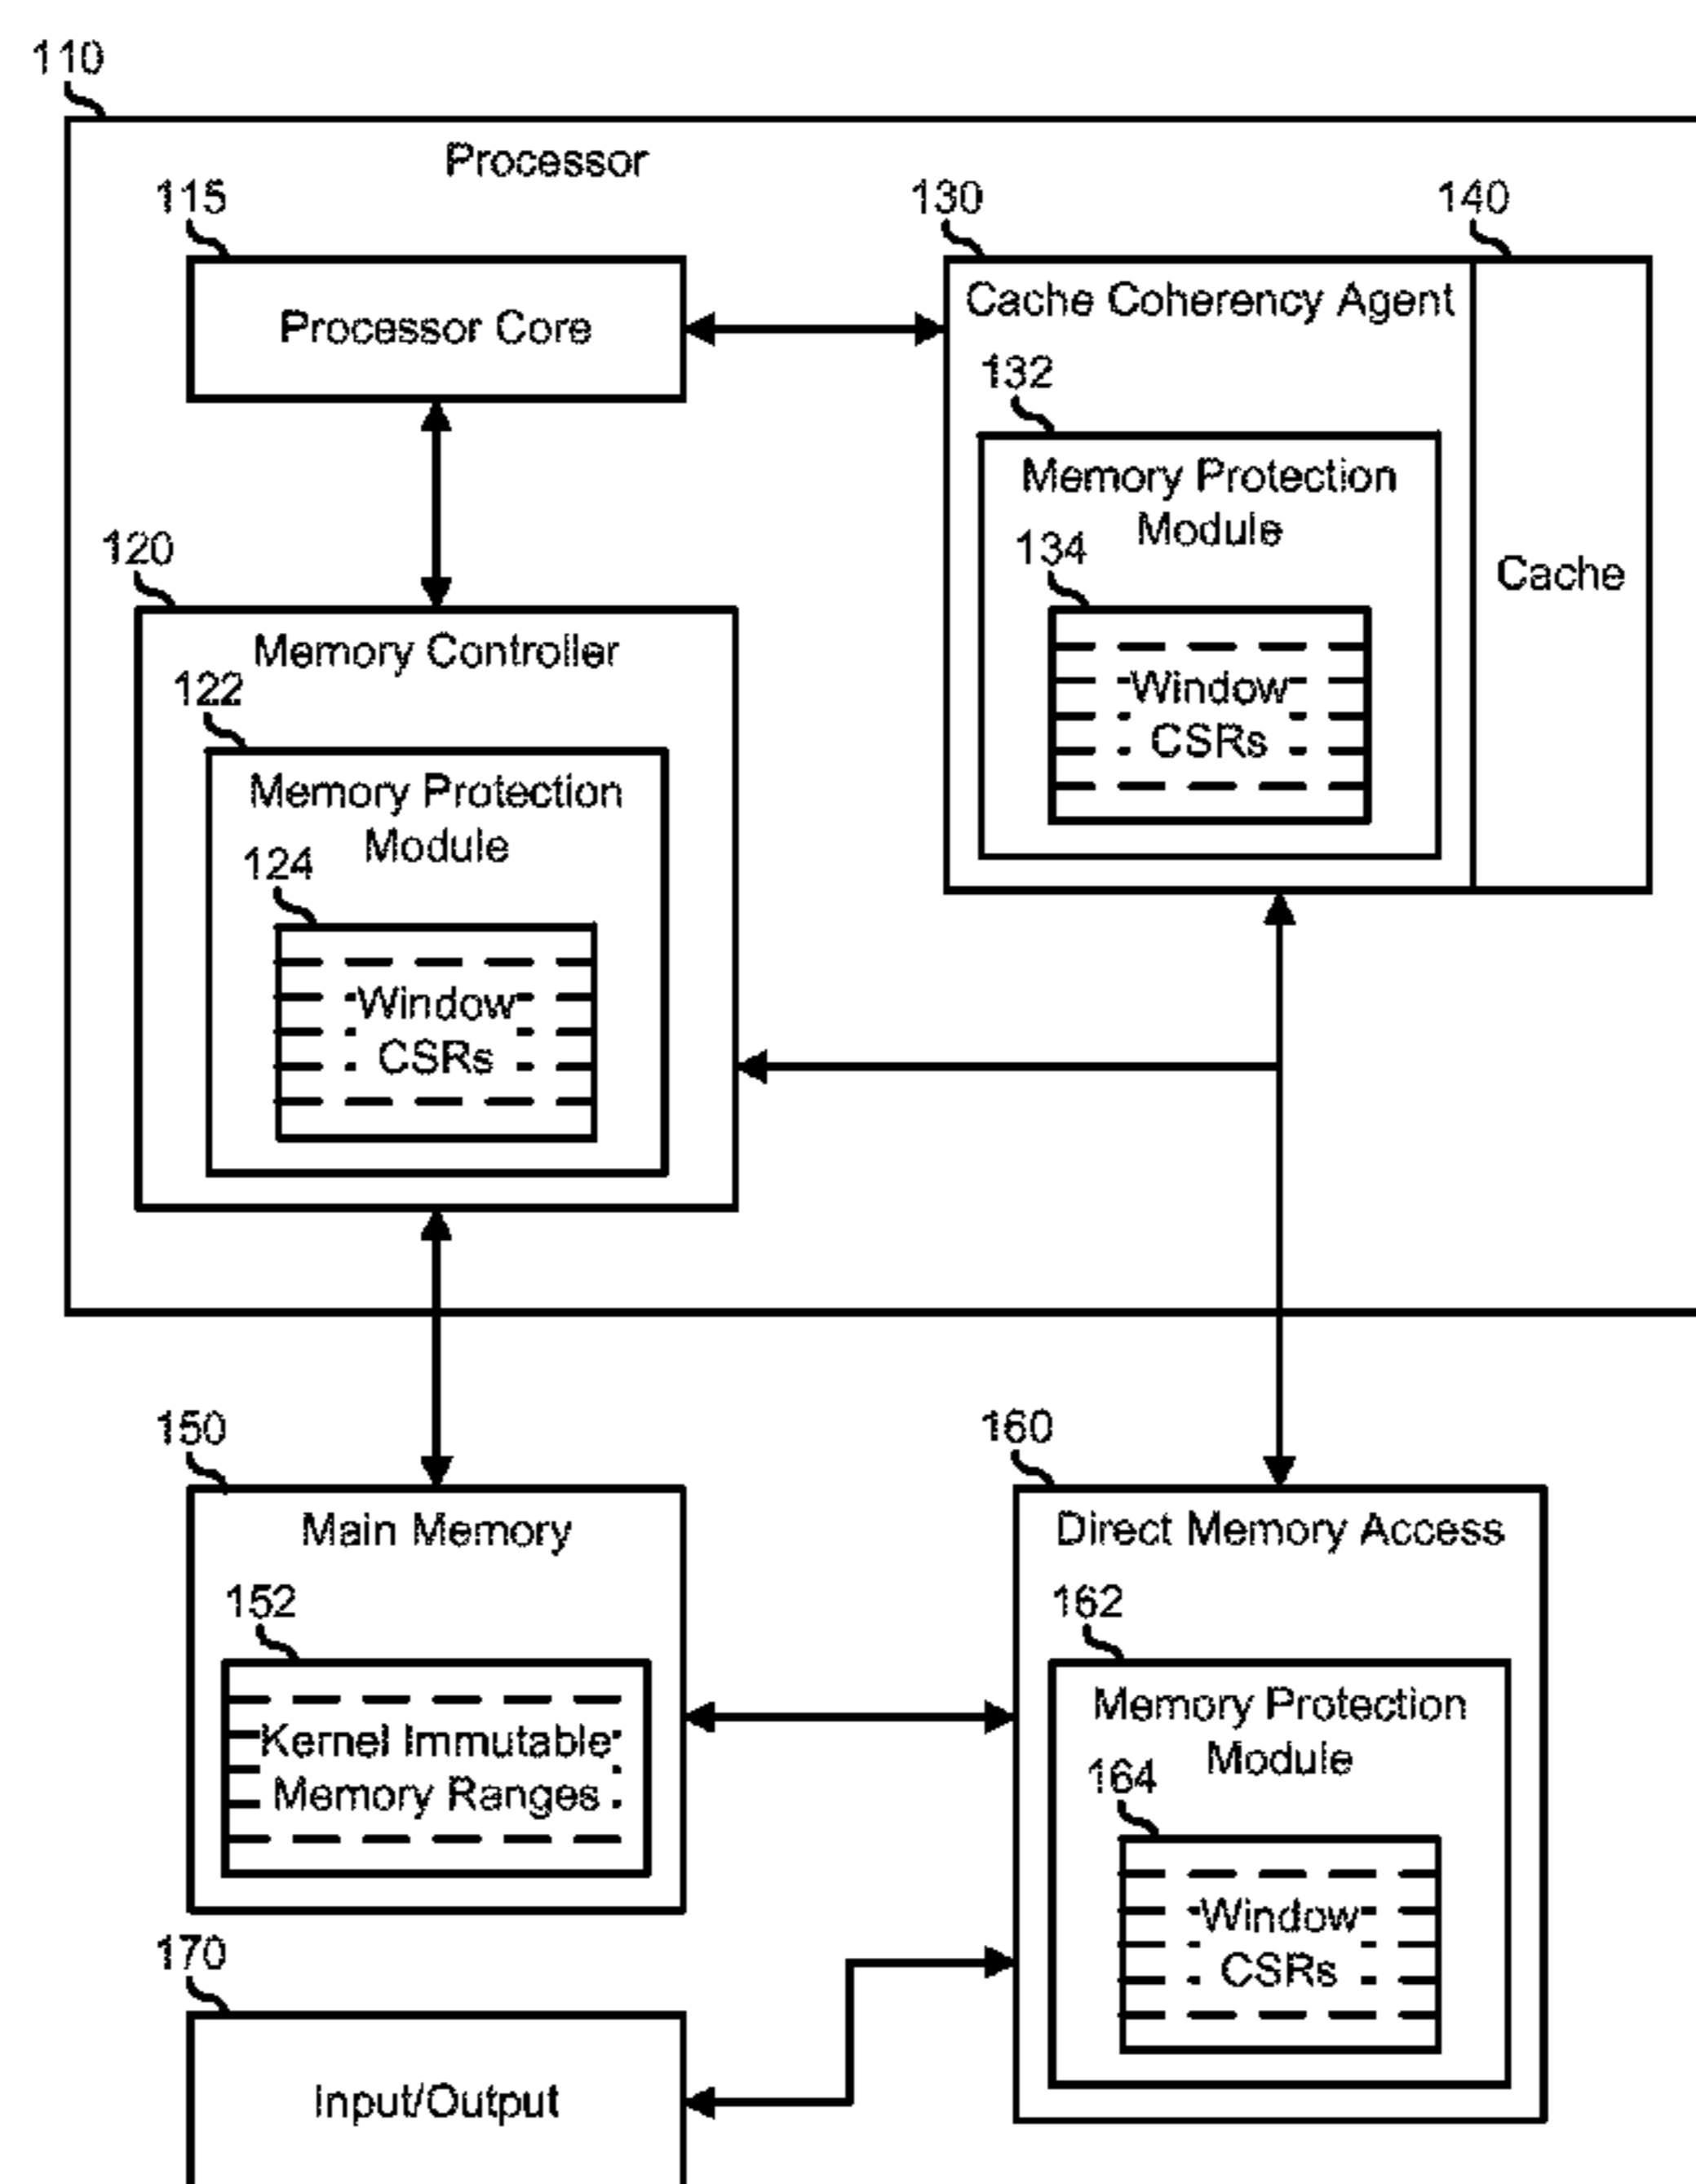 110
Processor
115
130
140
Processor Core
Cache Coherency Agent
132
Memory Protection
Module
134
Window
CSRs
Cache
120
Memory Controller
122
Memory Protection
Module
124
Window
CSRs
150
Main Memory
152
Kernel Immutable
Memory Ranges
160
Direct Memory Access
162
Memory Protection
Module
164
Window
CSRs
170
Input/Output